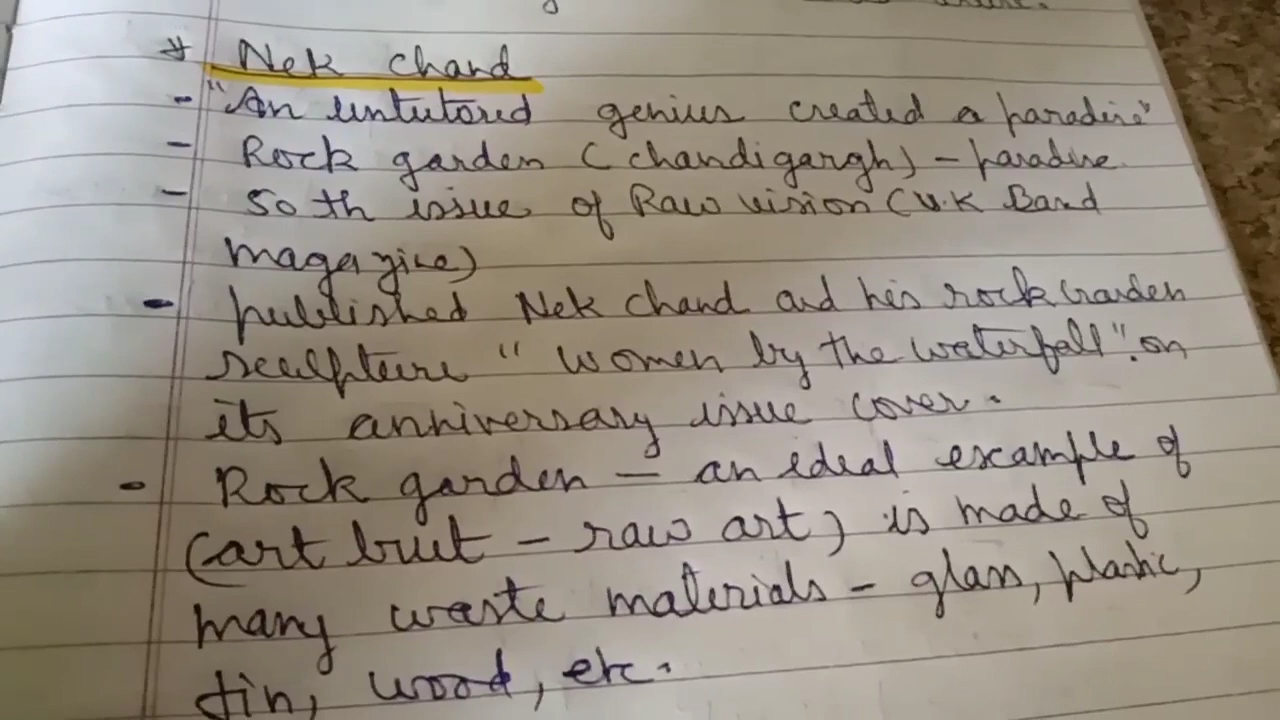 * Nek chand
- "An untutored genius created a paradise"
- Rock garden (chandigargh) - paradise
- 50th issue of Raw vision (U.K Band
magazine)
- published Nek chand and his rock Garden
sculpture "women by the waterfall". on
its anniversary issue cover.
- Rock garden - an ideal example of
(art brut - raw art) is made of
many waste materials - glass, plastic,
tin, wood, etc.